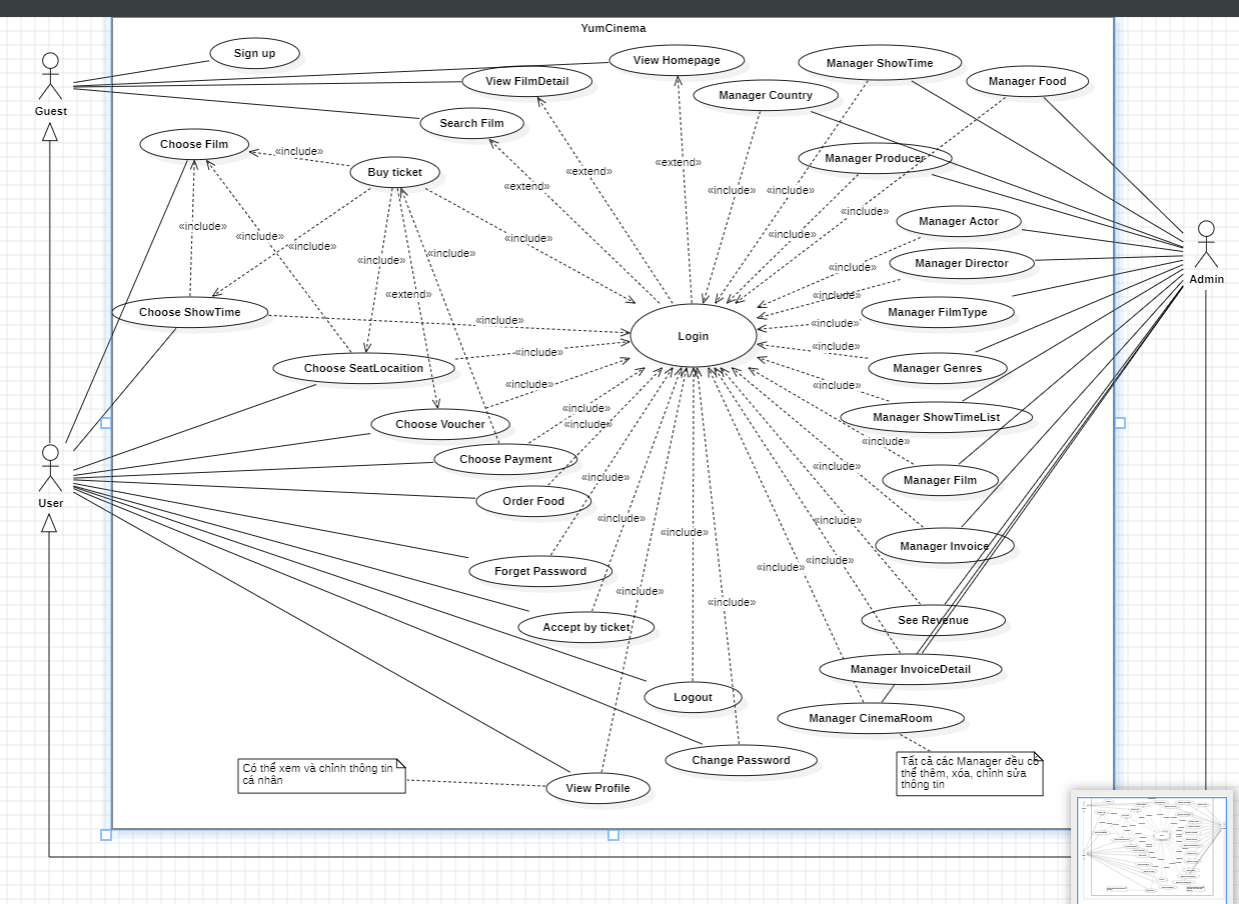 YumCinema
Sign up
View Homepage
Manager ShowTime
View FilmDetail
Manager Food
Manager Country
Guest
Search Film
Choose Film
«include»
Manager Producer
«extend»
Buy ticket
«extend»
«extend»
«include»
«include»
«include»
Manager Actor
«include»
«include»
«include»
«include»
«include»
«include»
«include»
Manager Director
«include»
«include»
Admin
«extend»
«include»
Choose ShowTime
Manager FilmType
«include»
«include»
Login
«include»
«include»
Choose SeatLocaition
Manager Genres
«include»
«include»
«include»
Manager ShowTimeList
Choose Voucher
«include»
«include»
Choose Payment
«include»
«include»
Manager Film
User
Order Food
«include»
«include»
«include»
Manager Invoice
«include»
«include»
Forget Password
«include»
«include»
See Revenue
Accept by ticket
Manager InvoiceDetail
Logout
Manager CinemaRoom
Change Password
Có thể xem và chỉnh thông tin
cá nhân
Tất cả các Manager đều có
thể thêm, xóa, chỉnh sửa
thông tin
View Profile